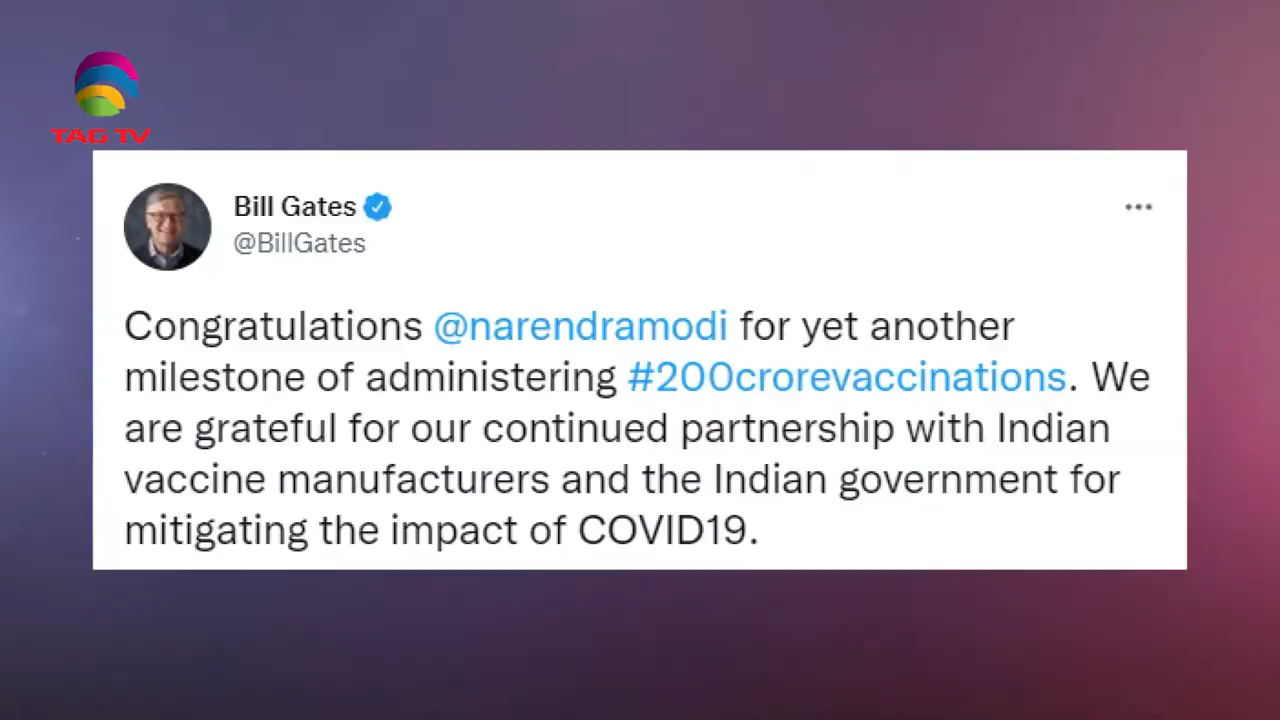 TAG TV
Bill Gates
@BillGates
Congratulations @narendramodi for yet another
milestone of administering #200crorevaccinations. We
are grateful for our continued partnership with Indian
vaccine manufacturers and the Indian government for
mitigating the impact of COVID19.